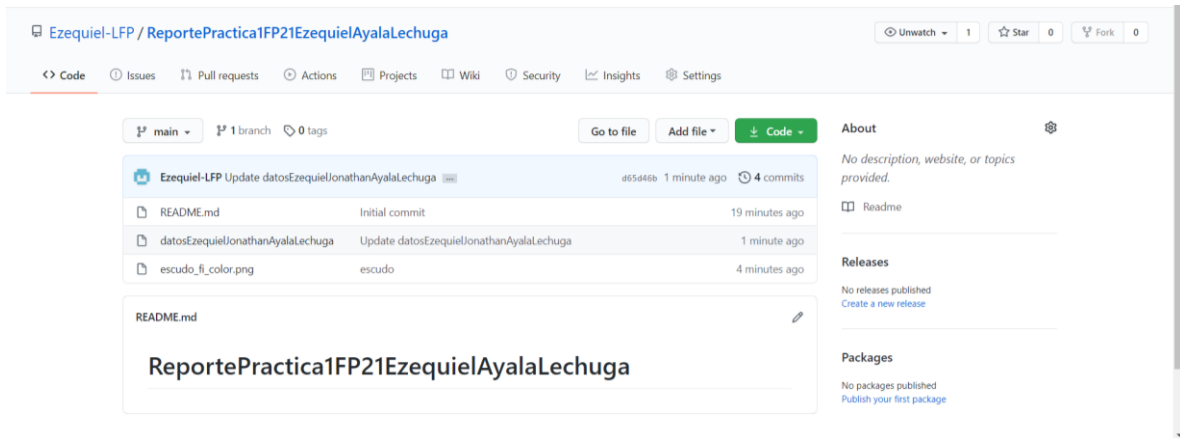 Ezequiel-LFP / ReportePractica1FP21EzequielAyalaLechuga
Unwatch 1 Star 0 Fork 0
<> Code Issues Pull requests Actions Projects Wiki Security Insights Settings
main 1 branch 0 tags Go to file Add file Code
Ezequiel-LFP Update datosEzequielJonathanAyalaLechuga ... d65d46b 1 minute ago 4 commits
README.md Initial commit 19 minutes ago
datosEzequielJonathanAyalaLechuga Update datosEzequielJonathanAyalaLechuga 1 minute ago
escudo_fi_color.png escudo 4 minutes ago
README.md
ReportePractica1FP21EzequielAyalaLechuga
About
No description, website, or topics
provided.
Readme
Releases
No releases published
Create a new release
Packages
No packages published
Publish your first package